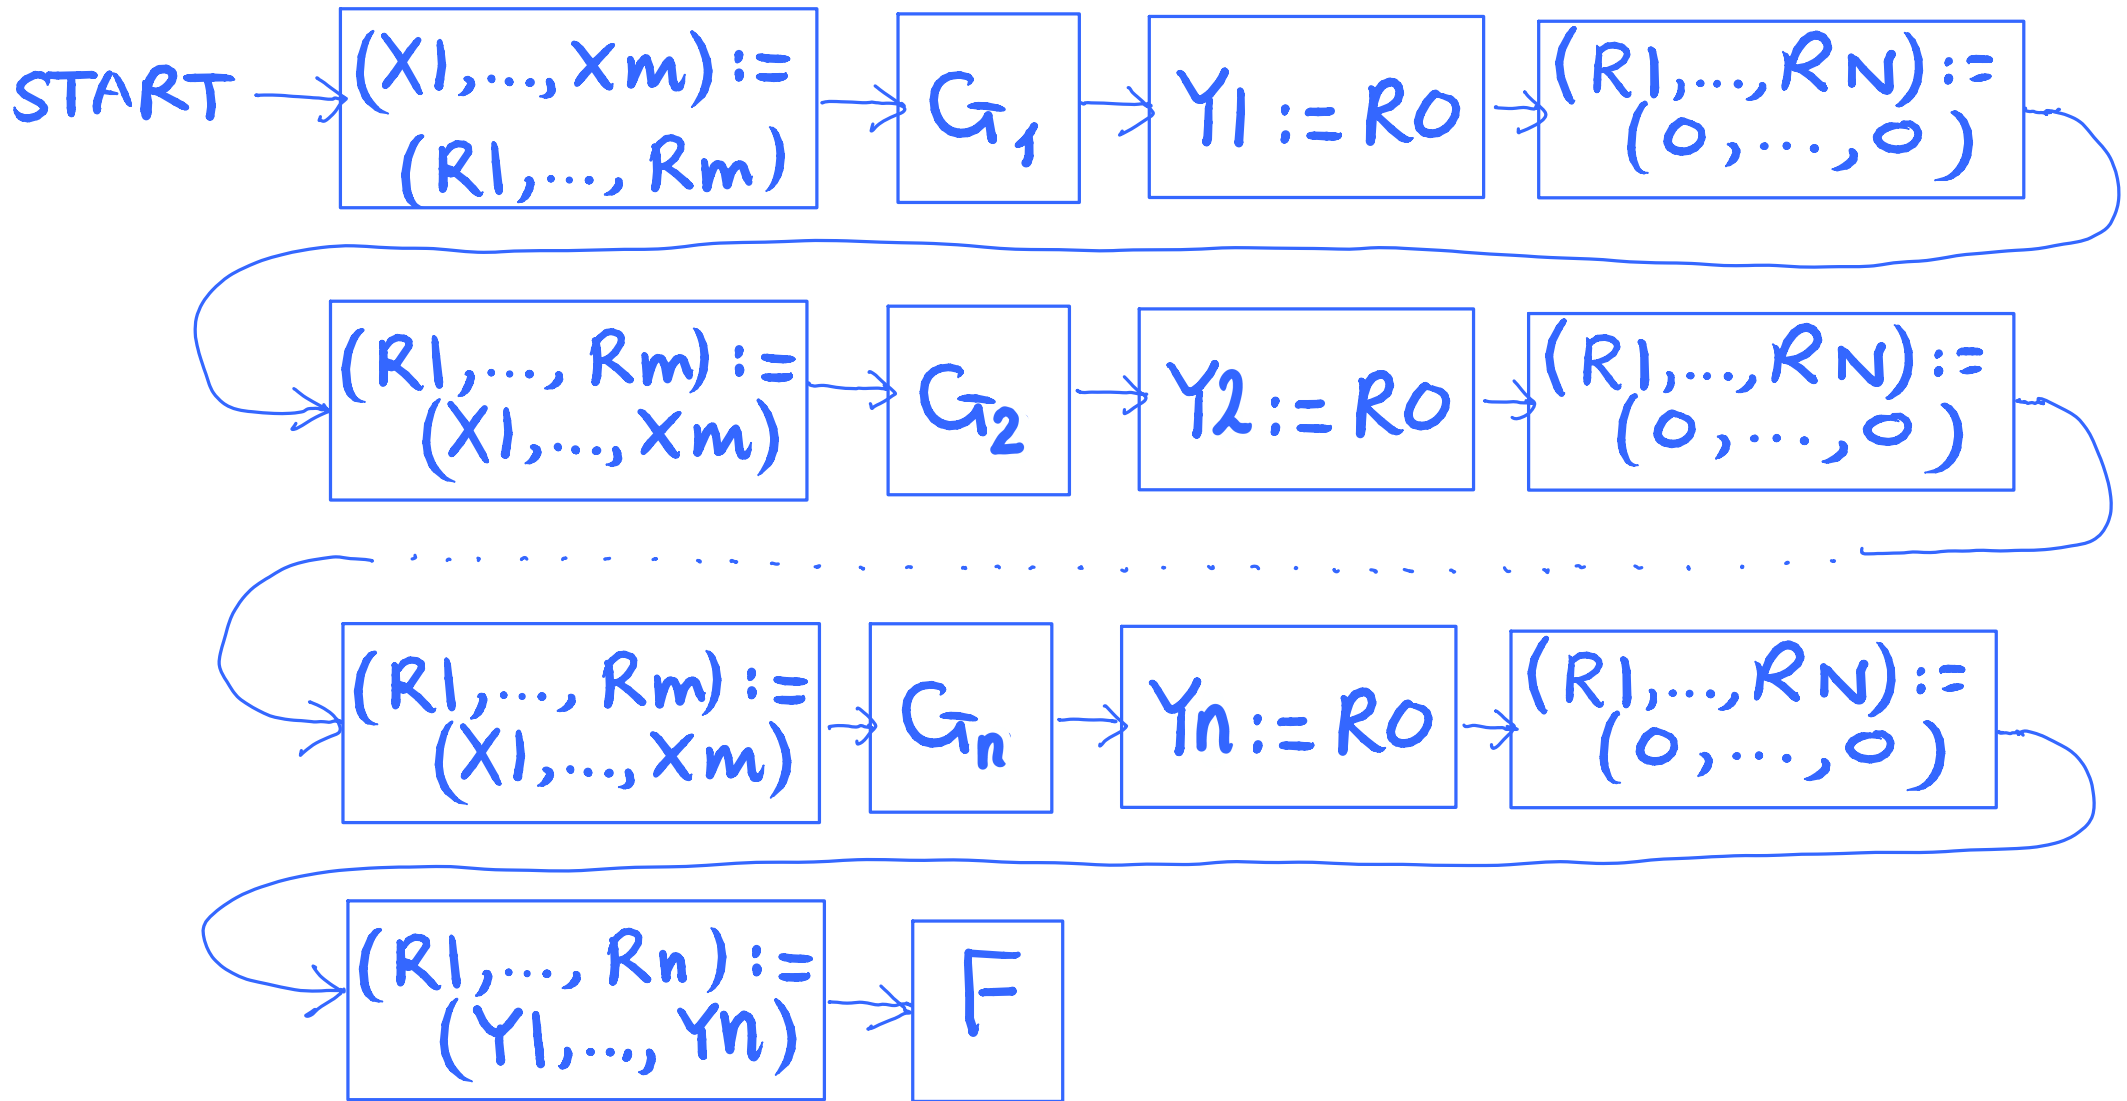 START
(X1,...,Xm):=
(R1,...,Rm)
G1
Y1:=R0
(R1,...,RN):=
(0,...,0)
(R1,...,Rm):=
(X1,...,Xm)
G2
Y2:=R0
(R1,...,RN):=
(0,...,0)
(R1,...,Rm):=
(X1,...,Xm)
Gn
Yn:=R0
(R1,...,RN):=
(0,...,0)
(R1,...,Rn):=
(Y1,...,Yn)
F